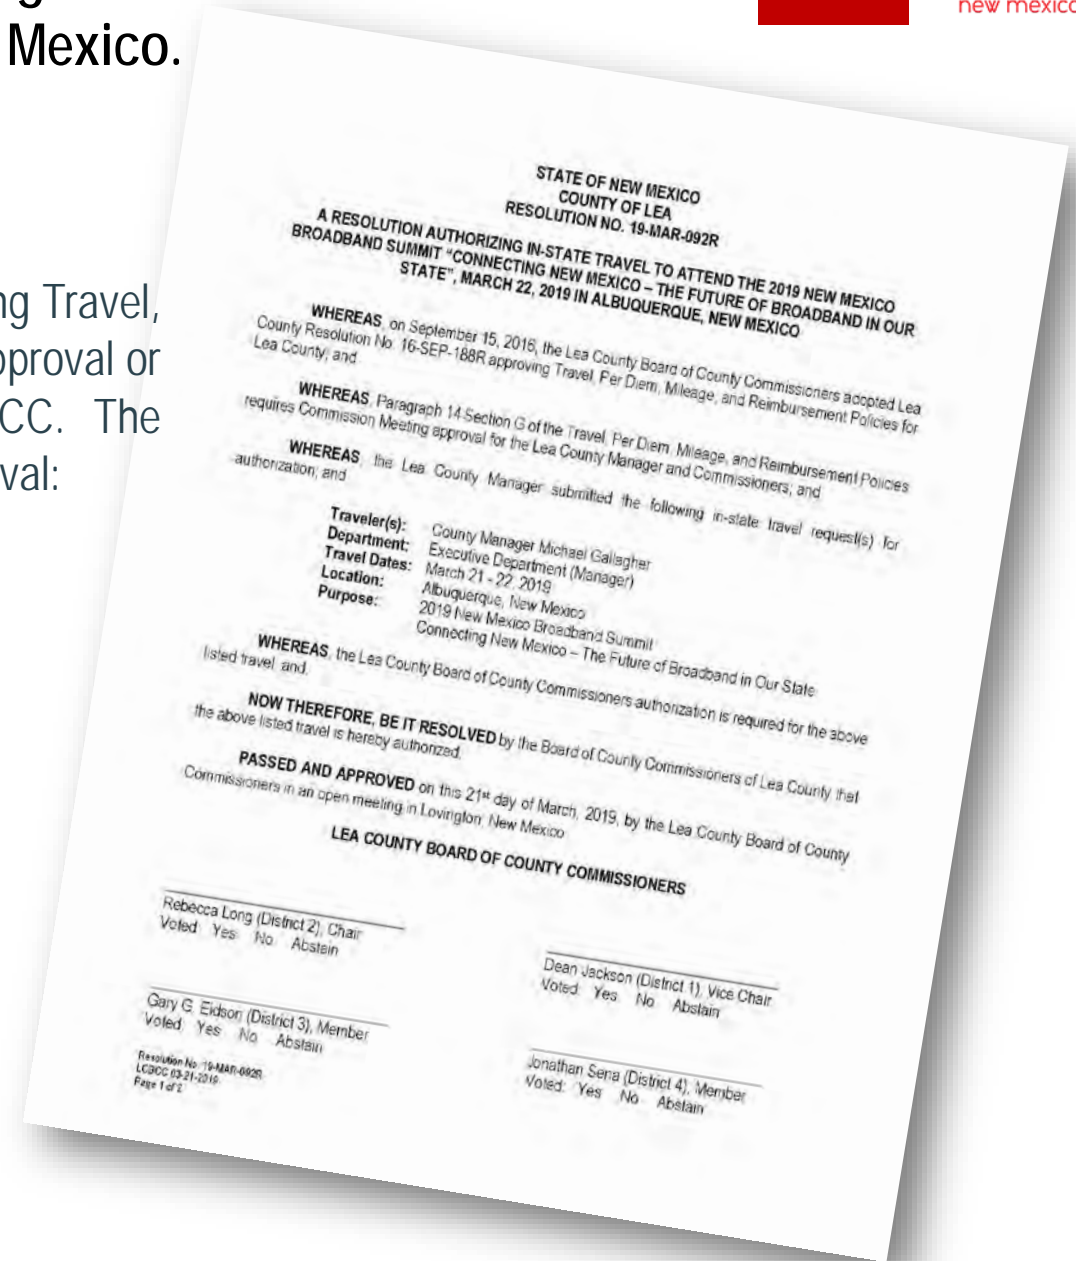 Mexico.
new mexico
ng Travel,
pproval or
CC. The
val:
STATE OF NEW MEXICO
COUNTY OF LEA
RESOLUTION NO. 19-MAR-092R
A RESOLUTION AUTHORIZING IN-STATE TRAVEL TO ATTEND THE 2019 NEW MEXICO
BROADBAND SUMMIT "CONNECTING NEW MEXICO – THE FUTURE OF BROADBAND IN OUR
STATE", MARCH 22, 2019 IN ALBUQUERQUE, NEW MEXICO
WHEREAS, on September 15, 2016, the Lea County Board of County Commissioners adopted Lea
County Resolution No. 16-SEP-188R approving Travel, Per Diem, Mileage, and Reimbursement Policies for
Lea County; and
WHEREAS, Paragraph 14 Section G of the Travel, Per Diem, Mileage, and Reimbursement Policies
requires Commission Meeting approval for the Lea County Manager and Commissioners; and
WHEREAS, the Lea County Manager submitted the following in-state travel request(s) for
authorization; and
Traveler(s): County Manager Michael Gallagher
Department: Executive Department (Manager)
Travel Dates: March 21 - 22, 2019
Location: Albuquerque, New Mexico
Purpose: 2019 New Mexico Broadband Summit
Connecting New Mexico – The Future of Broadband in Our State
WHEREAS, the Lea County Board of County Commissioners authorization is required for the above
listed travel; and,
NOW THEREFORE, BE IT RESOLVED by the Board of County Commissioners of Lea County that
the above listed travel is hereby authorized.
PASSED AND APPROVED on this 21st day of March, 2019, by the Lea County Board of County
Commissioners in an open meeting in Lovington, New Mexico.
LEA COUNTY BOARD OF COUNTY COMMISSIONERS
Rebecca Long (District 2), Chair
Voted: Yes No Abstain
Dean Jackson (District 1), Vice Chair
Voted: Yes No Abstain
Gary G. Eidson (District 3), Member
Voted: Yes No Abstain
Jonathan Sena (District 4), Member
Voted: Yes No Abstain
Resolution No. 19-MAR-092R
LCBCC 03-21-2019
Page 1 of 2